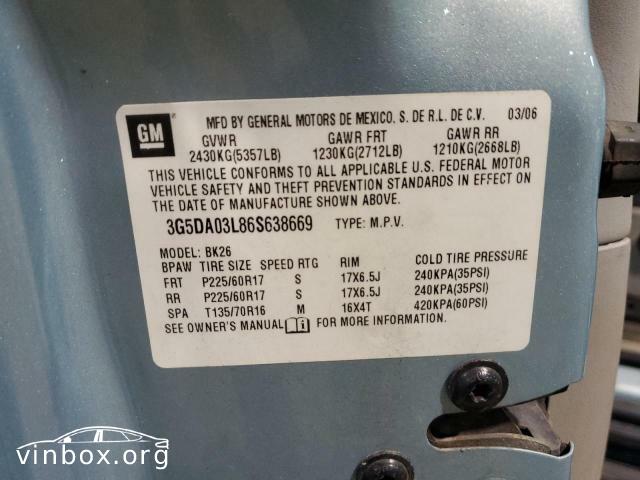 GM
MFD BY GENERAL MOTORS DE MEXICO, S. DE R.L. DE C.V. 03/06
GVWR GAWR FRT GAWR RR
2430KG(5357LB) 1230KG(2712LB) 1210KG(2668LB)
THIS VEHICLE CONFORMS TO ALL APPLICABLE U.S. FEDERAL MOTOR
VEHICLE SAFETY AND THEFT PREVENTION STANDARDS IN EFFECT ON
THE DATE OF MANUFACTURE SHOWN ABOVE.
3G5DA03L86S638669 TYPE: M.P.V.
MODEL: BK26
BPAW TIRE SIZE SPEED RTG RIM COLD TIRE PRESSURE
FRT P225/60R17 S 17X6.5J 240KPA(35PSI)
RR P225/60R17 S 17X6.5J 240KPA(35PSI)
SPA T135/70R16 M 16X4T 420KPA(60PSI)
SEE OWNER'S MANUAL FOR MORE INFORMATION.
vinbox.org